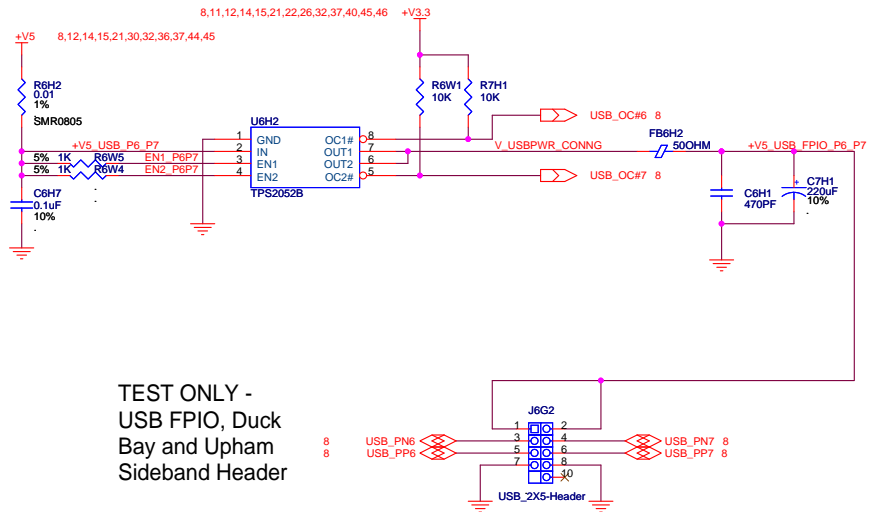 8,11,12,14,15,21,22,26,32,37,40,45,46 +V3.3
+V5 8,12,14,15,21,30,32,36,37,44,45
R6H2
0.01
1%
SMR0805
R6W1
10K
R7H1
10K
U6H2
1 GND OC1# 8
2 IN OUT1 7
3 EN1 OUT2 6
4 EN2 OC2# 5
TPS2052B
+V5_USB_P6_P7
5% 1K R6W5 EN1_P6P7
5% 1K R6W4 EN2_P6P7
C6H7
0.1uF
10%
USB_OC#6 8
V_USBPWR_CONNG
USB_OC#7 8
FB6H2
50OHM
+V5_USB_FPIO_P6_P7
C6H1
470PF
+
C7H1
220uF
10%
TEST ONLY -
USB FPIO, Duck
Bay and Upham
Sideband Header
J6G2
1 2
8 USB_PN6 3 4 USB_PN7 8
8 USB_PP6 5 6 USB_PP7 8
7 8
10
USB_2X5-Header